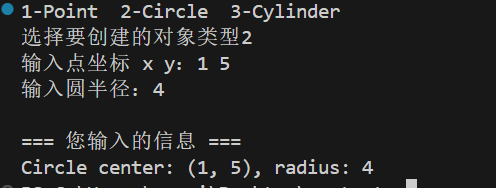 1-Point  2-Circle  3-Cylinder
选择要创建的对象类型2
输入点坐标 x y: 1 5
输入圆半径: 4

=== 您输入的信息 ===
Circle center: (1, 5), radius: 4